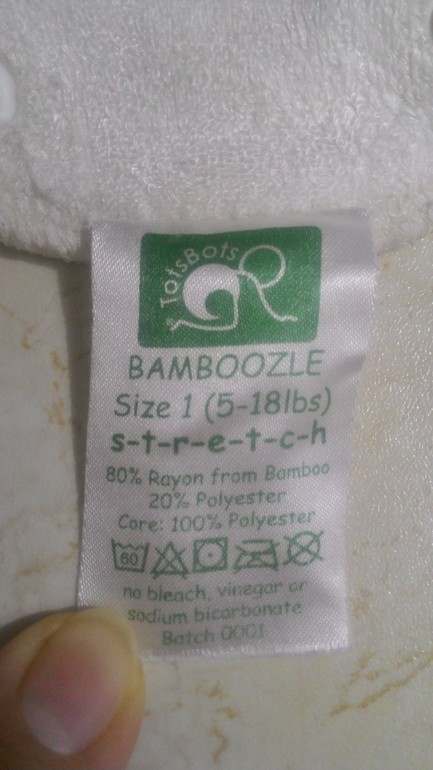 TotsBots
BAMBOOZLE
Size 1 (5-18lbs)
s-t-r-e-t-c-h
80% Rayon from Bamboo
20% Polyester
Core: 100% Polyester
60
no bleach, vinegar or
sodium bicarbonate
Batch 0001